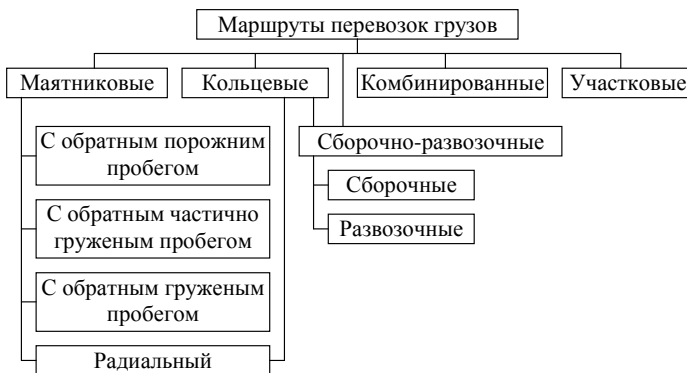 Маршруты перевозок грузов
Маятниковые
Кольцевые
Комбинированные
Участковые
С обратным порожним
пробегом
С обратным частично
груженым пробегом
С обратным груженым
пробегом
Радиальный
Сборочно-развозочные
Сборочные
Развозочные